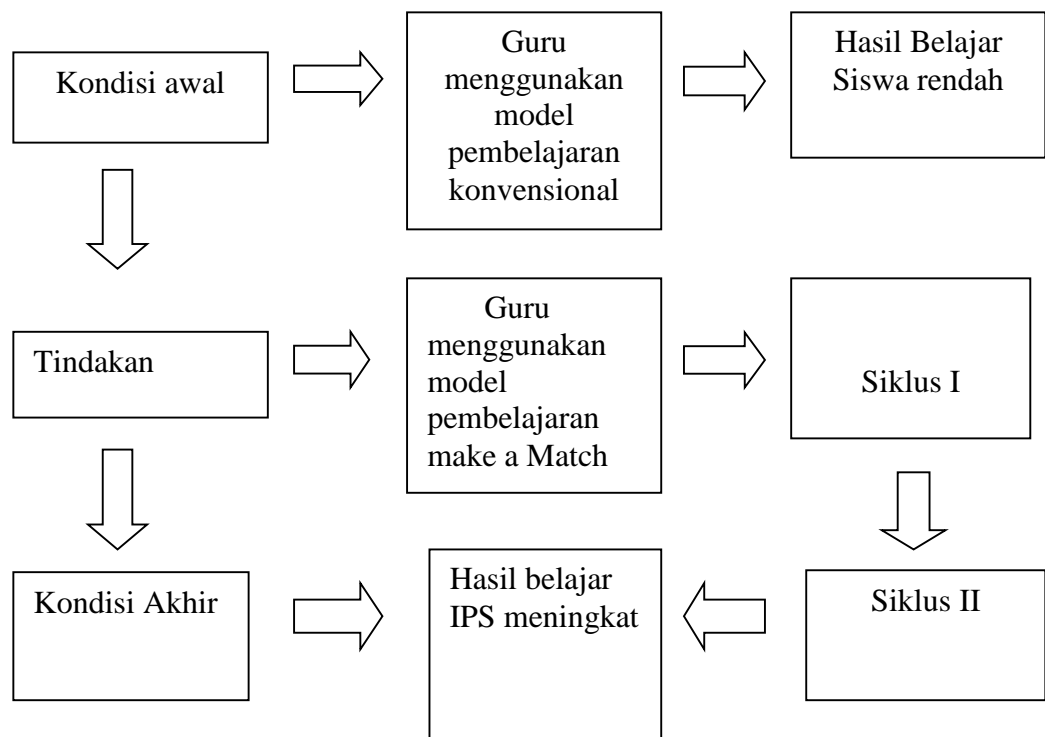 Kondisi awal
Guru
menggunakan
model
pembelajaran
konvensional
Hasil Belajar
Siswa rendah
Tindakan
Guru
menggunakan
model
pembelajaran
make a Match
Siklus I
Kondisi Akhir
Hasil belajar
IPS meningkat
Siklus II